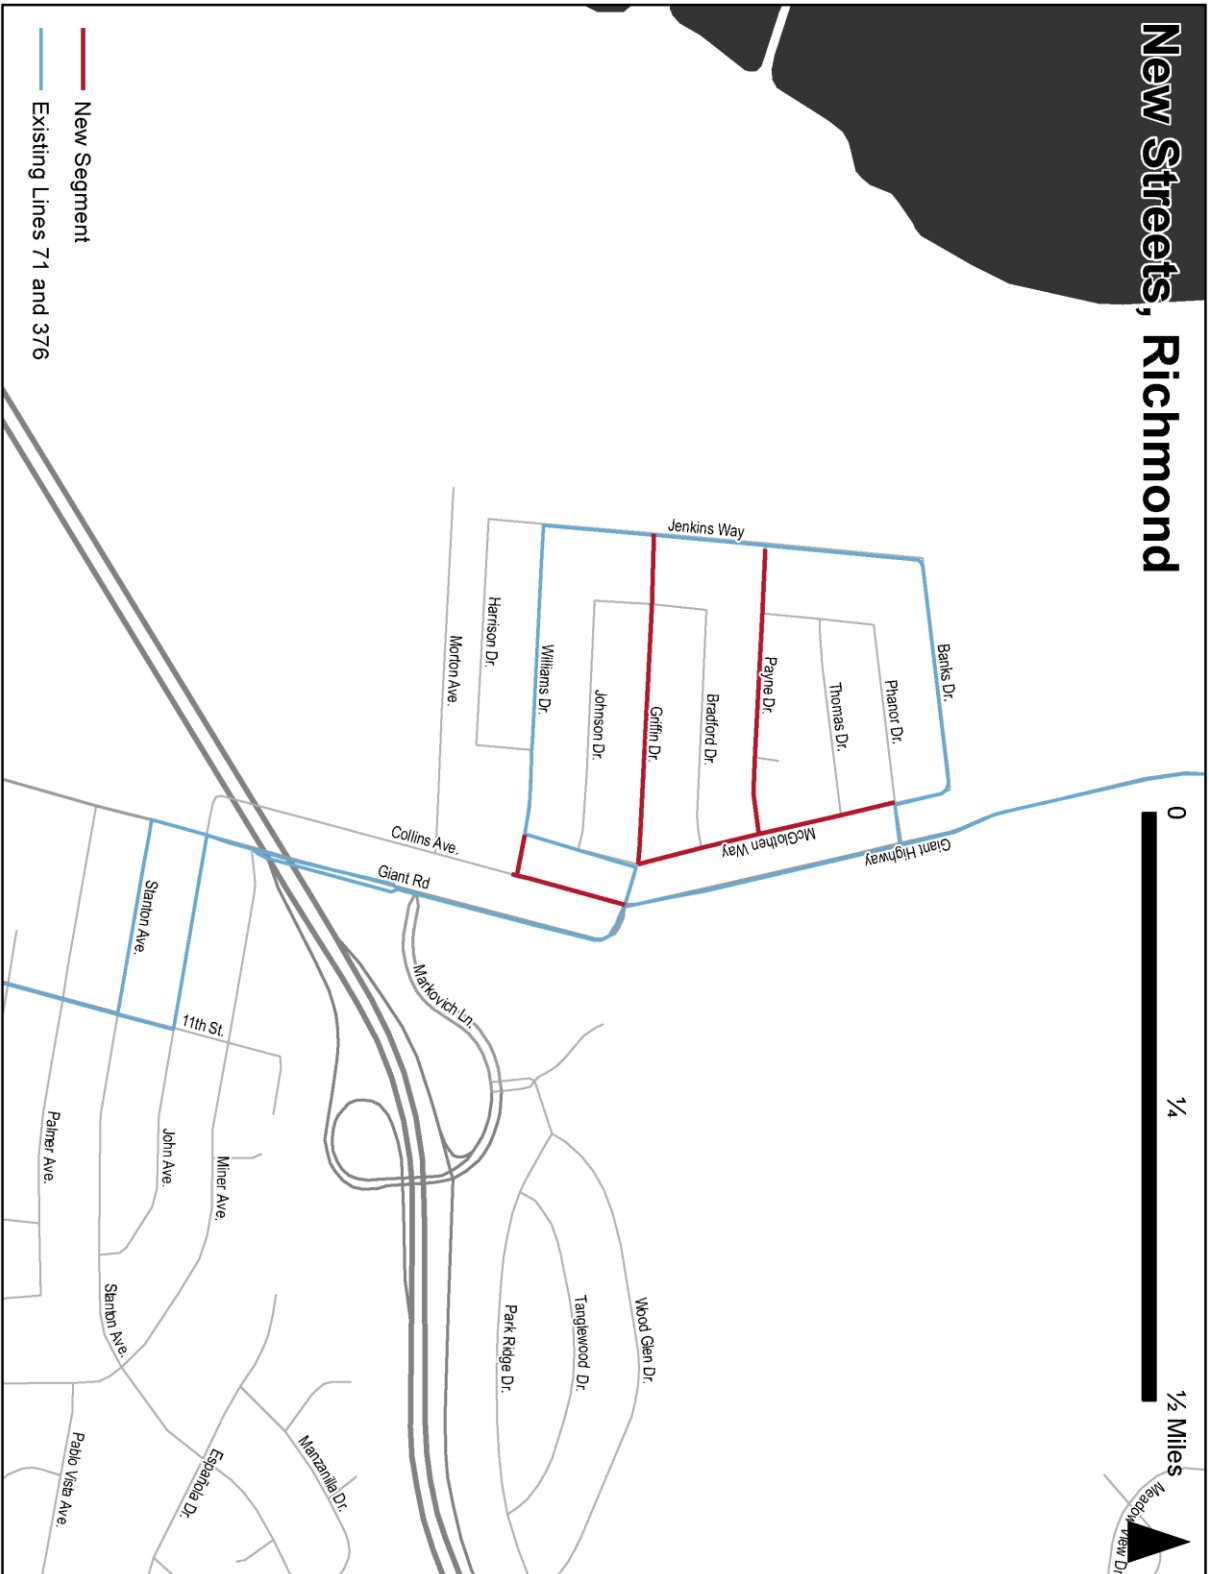 New Streets, Richmond
0
¼
½ Miles
New Segment
Existing Lines 71 and 376
Jenkins Way
Banks Dr.
Phanor Dr.
Thomas Dr.
Payne Dr.
Bradford Dr.
Griffin Dr.
Johnson Dr.
Williams Dr.
Harrison Dr.
Morton Ave.
McGlothen Way
Giant Highway
Collins Ave.
Giant Rd
Markovich Ln.
Stanton Ave.
11th St.
Palmer Ave.
John Ave.
Miner Ave.
Stanton Ave.
Wood Glen Dr.
Tanglewood Dr.
Park Ridge Dr.
Manzanilla Dr.
Española Dr.
Pablo Vista Ave.
Meadow View Dr.